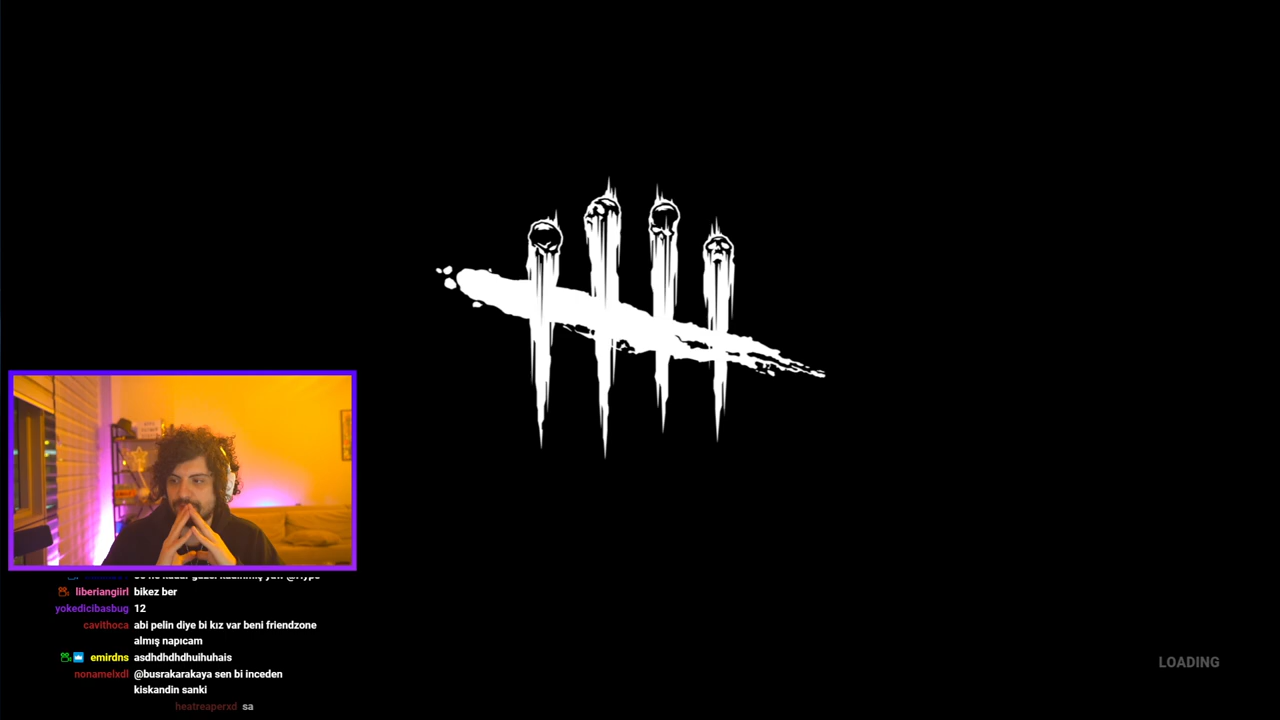 liberiangiirl bikez ber
yokedicibasbug 12
cavithoca abi pelin diye bi kız var beni friendzone
almış napıcam
emirdns asdhdhdhdhuihuhais
nonamelxdl @busrakarakaya sen bi inceden
kiskandin sanki
heatreaperxd sa
LOADING